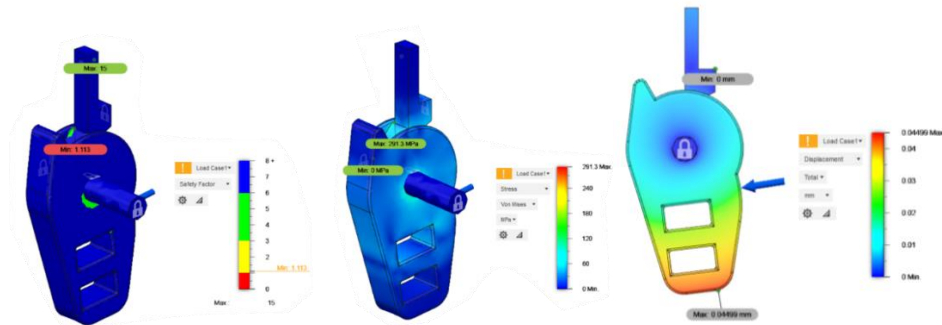 Max: 15
Min: 1.113
Load Case1
Safety Factor
8 +
6
5
4
3
2
0
Min: 1.113
Max: 15
Max: 291.3 MPa
Min: 0 MPa
Load Case1
Stress
Von Mises
MPa
291.3 Max.
240
180
120
60
0 Min.
Min: 0 mm
Load Case1
Displacement
Total
mm
0.04499 Max.
0.04
0.03
0.01
0 Min.
Max: 0.04499 mm